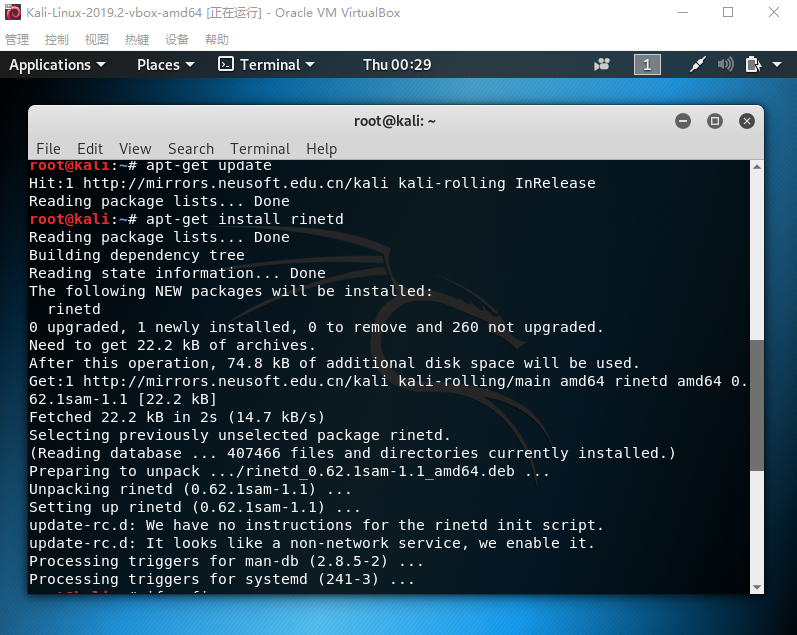 Kali-Linux-2019.2-vbox-amd64 [正在运行] - Oracle VM VirtualBox
管理 控制 视图 热键 设备 帮助
Applications Places Terminal Thu 00:29 1
root@kali: ~
File Edit View Search Terminal Help
root@kali:~# apt-get update
Hit:1 http://mirrors.neusoft.edu.cn/kali kali-rolling InRelease
Reading package lists... Done
root@kali:~# apt-get install rinetd
Reading package lists... Done
Building dependency tree
Reading state information... Done
The following NEW packages will be installed:
  rinetd
0 upgraded, 1 newly installed, 0 to remove and 260 not upgraded.
Need to get 22.2 kB of archives.
After this operation, 74.8 kB of additional disk space will be used.
Get:1 http://mirrors.neusoft.edu.cn/kali kali-rolling/main amd64 rinetd amd64 0.
62.1sam-1.1 [22.2 kB]
Fetched 22.2 kB in 2s (14.7 kB/s)
Selecting previously unselected package rinetd.
(Reading database ... 407466 files and directories currently installed.)
Preparing to unpack .../rinetd_0.62.1sam-1.1_amd64.deb ...
Unpacking rinetd (0.62.1sam-1.1) ...
Setting up rinetd (0.62.1sam-1.1) ...
update-rc.d: We have no instructions for the rinetd init script.
update-rc.d: It looks like a non-network service, we enable it.
Processing triggers for man-db (2.8.5-2) ...
Processing triggers for systemd (241-3) ...